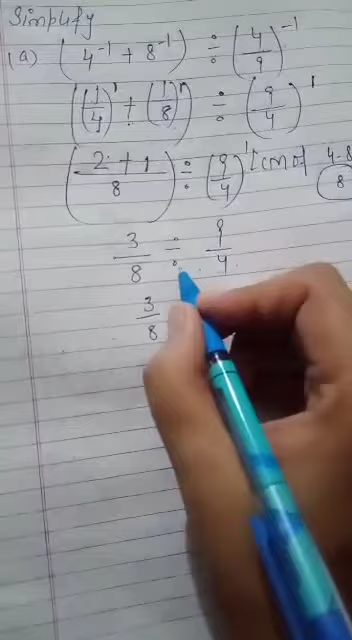 Simplify
(a) (4⁻¹ + 8⁻¹) ÷ (4/9)⁻¹
((1/4)¹ + (1/8)¹) ÷ (9/4)¹
((2 + 1)/8) ÷ (9/4)¹ Lcm of 4-8
8
3/8 ÷ 9/4
3/8